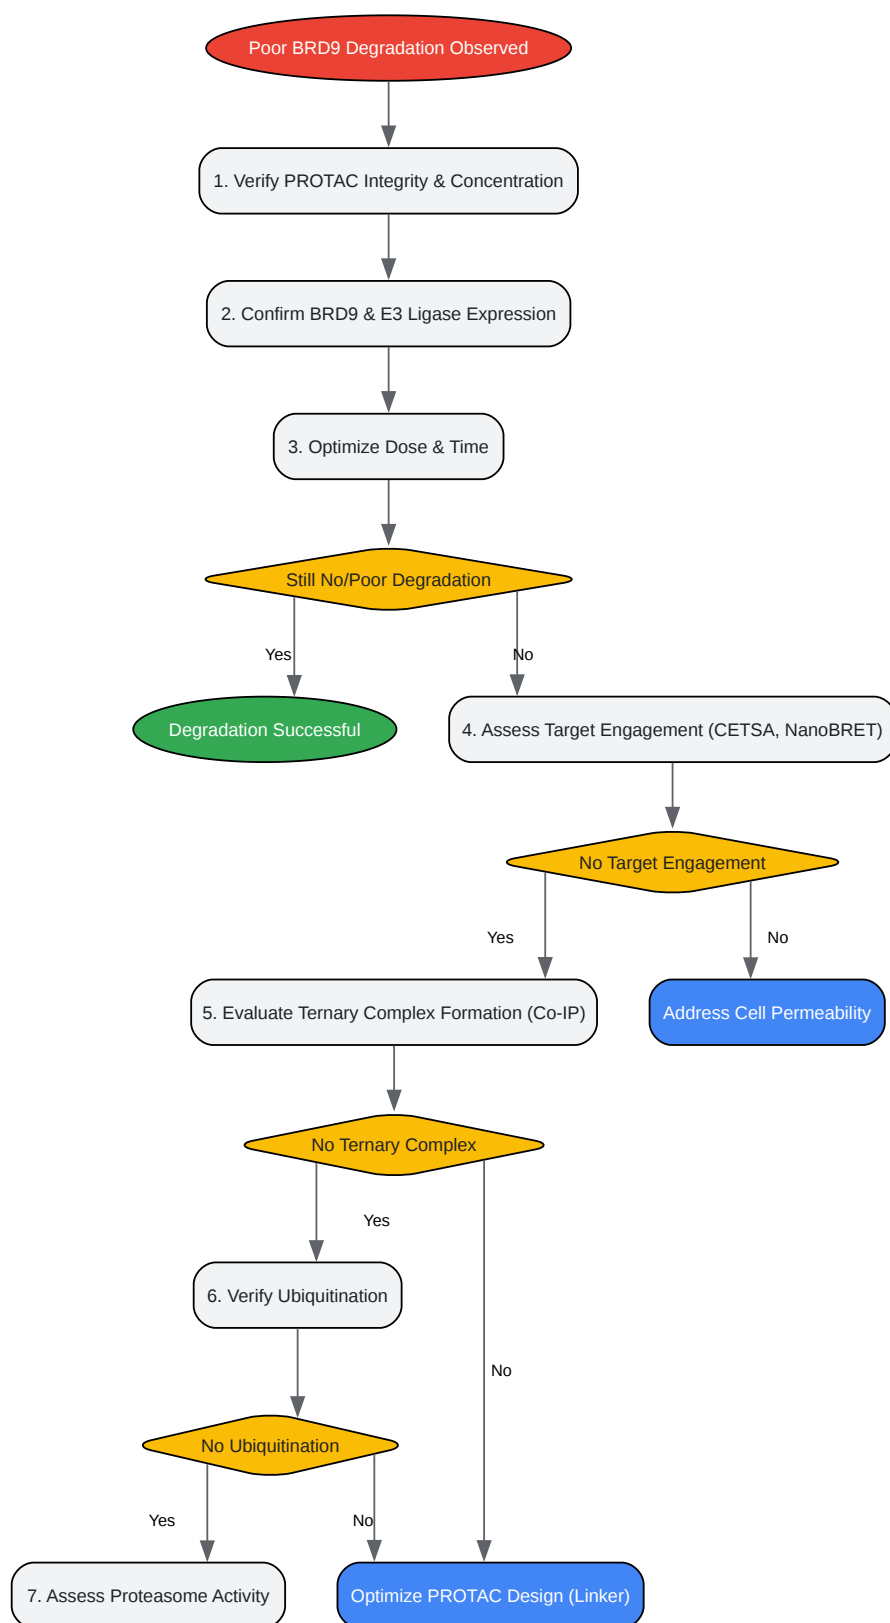 Poor BRD9 Degradation Observed
1. Verify PROTAC Integrity & Concentration
2. Confirm BRD9 & E3 Ligase Expression
3. Optimize Dose & Time
Still No/Poor Degradation
Yes
No
Degradation Successful
4. Assess Target Engagement (CETSA, NanoBRET)
No Target Engagement
Yes
No
5. Evaluate Ternary Complex Formation (Co-IP)
Address Cell Permeability
No Ternary Complex
Yes
6. Verify Ubiquitination
No
No Ubiquitination
Yes
No
7. Assess Proteasome Activity
Optimize PROTAC Design (Linker)